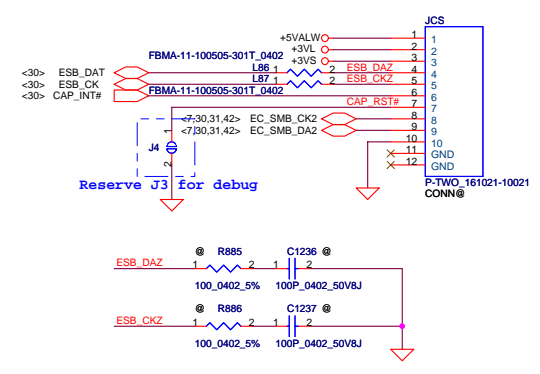 JCS
+5VALW 1 1
+3VL 2 2
+3VS 3 3
FBMA-11-100505-301T_0402
<30> ESB_DAT L86 1 2 ESB_DAZ 4 4
<30> ESB_CK L87 1 2 ESB_CKZ 5 5
<30> CAP_INT# FBMA-11-100505-301T_0402 6 6
CAP_RST# 7 7
<7,30,31,42> EC_SMB_CK2 8 8
<7,30,31,42> EC_SMB_DA2 9 9
10 10
11 GND
12 GND
1
J4
2
Reserve J3 for debug
P-TWO_161021-10021
CONN@
@ R885 C1236 @
ESB_DAZ 1 2 1 2
100_0402_5% 100P_0402_50V8J
@ R886 C1237 @
ESB_CKZ 1 2 1 2
100_0402_5% 100P_0402_50V8J